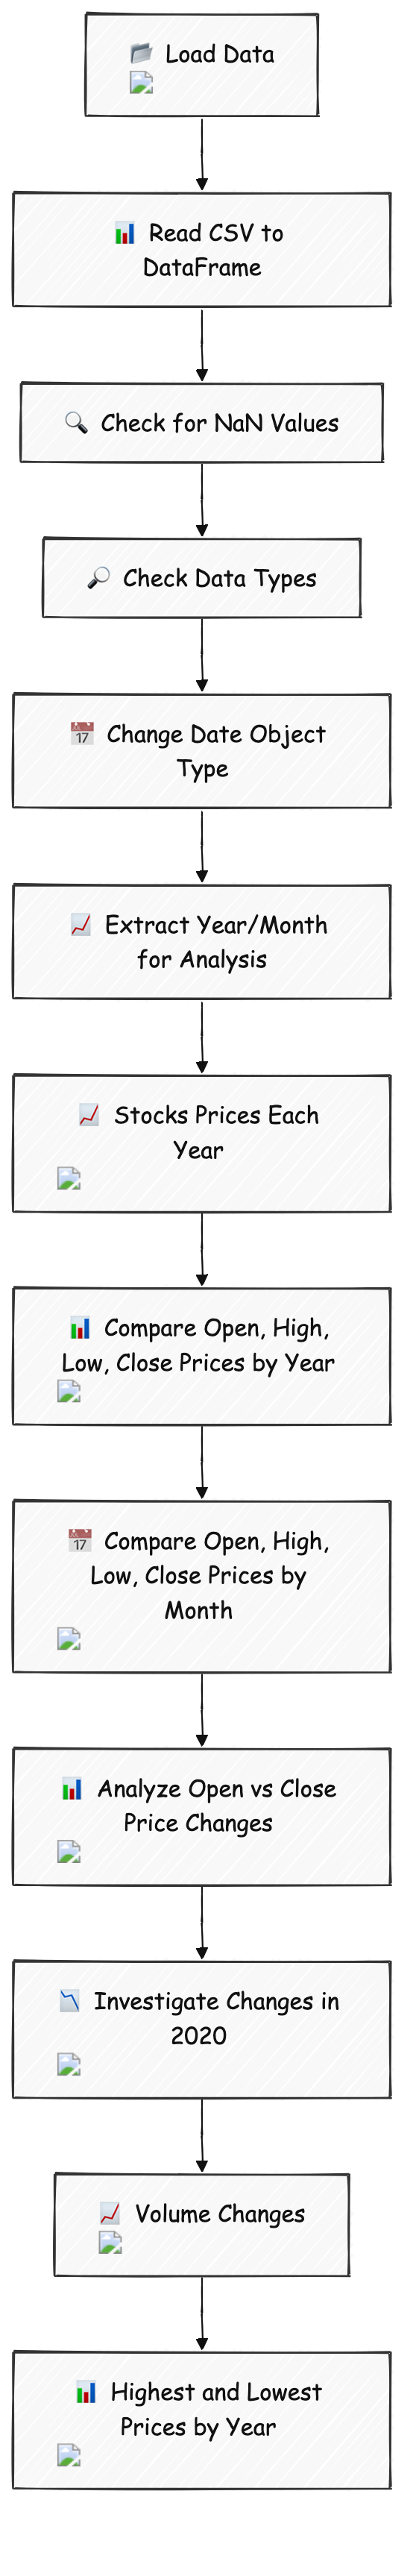 Load Data
Read CSV to
DataFrame
Check for NaN Values
Check Data Types
17
Change Date Object
Type
Extract Year/Month
for Analysis
Stocks Prices Each
Year
Compare Open, High,
Low, Close Prices by Year
17
Compare Open, High,
Low, Close Prices by
Month
Analyze Open vs Close
Price Changes
Investigate Changes in
2020
Volume Changes
Highest and Lowest
Prices by Year